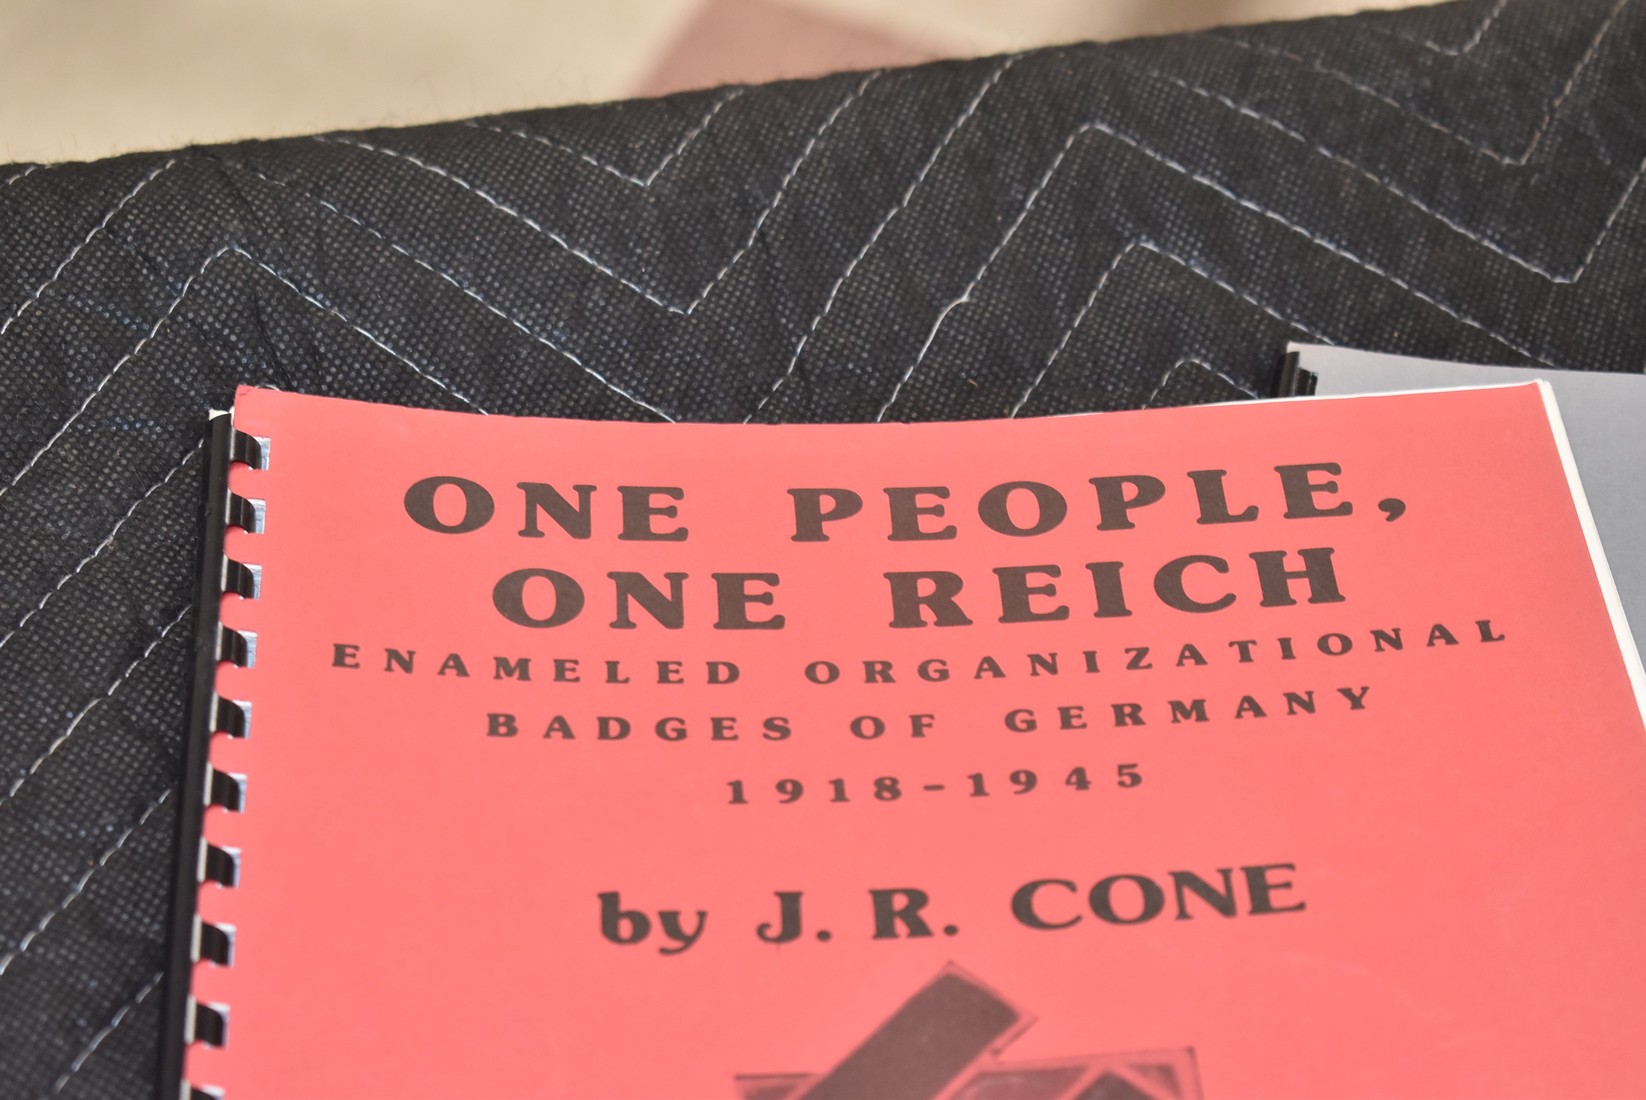 ONE PEOPLE,
ONE REICH
ENAMELED ORGANIZATIONAL
BADGES OF GERMANY
1918-1945
by J. R. CONE